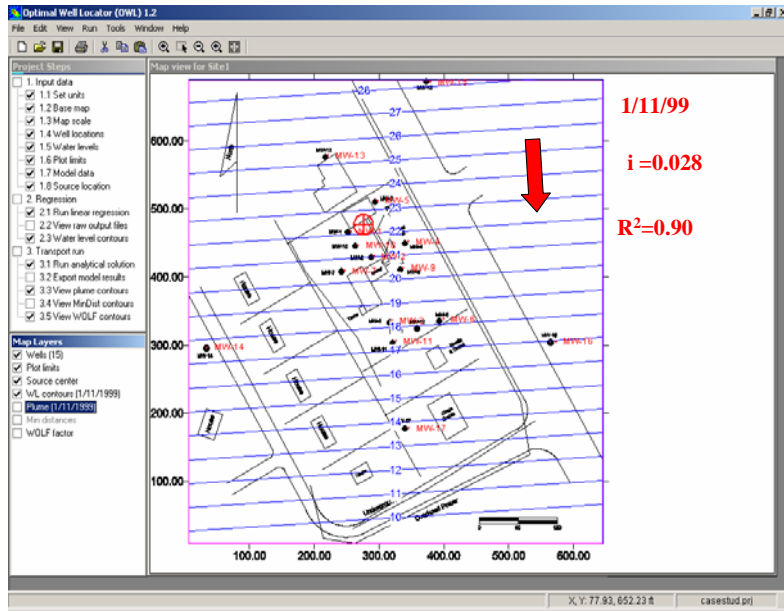 Optimal Well Locator (OWL) 1.2
File Edit View Run Tools Window Help
Project Steps
1. Input data
1.1 Set units
1.2 Base map
1.3 Map scale
1.4 Well locations
1.5 Water levels
1.6 Plot limits
1.7 Model data
1.8 Source location
2. Regression
2.1 Run linear regression
2.2 View raw output files
2.3 Water level contours
3. Transport run
3.1 Run analytical solution
3.2 Export model results
3.3 View plume contours
3.4 View MinDist contours
3.5 View WOLF contours
Map Layers
Wells (15)
Plot limits
Source center
WL contours (1/11/1999)
Plume (1/11/1999)
Min distances
WOLF factor
Map view for Site1
28
27
26
25
24
23
22
20
19
18
17
16
15
14
13
12
11
10
600.00
500.00
400.00
300.00
200.00
100.00
100.00 200.00 300.00 400.00 500.00 600.00
North
MW-13
MW-5
MW-4
MW-9
MW-11
MW-14
MW-16
House
House
House
House
House
Overhead Power
1/11/99
i =0.028
R²=0.90
X, Y: 77.93, 652.23 ft
casestud.prj